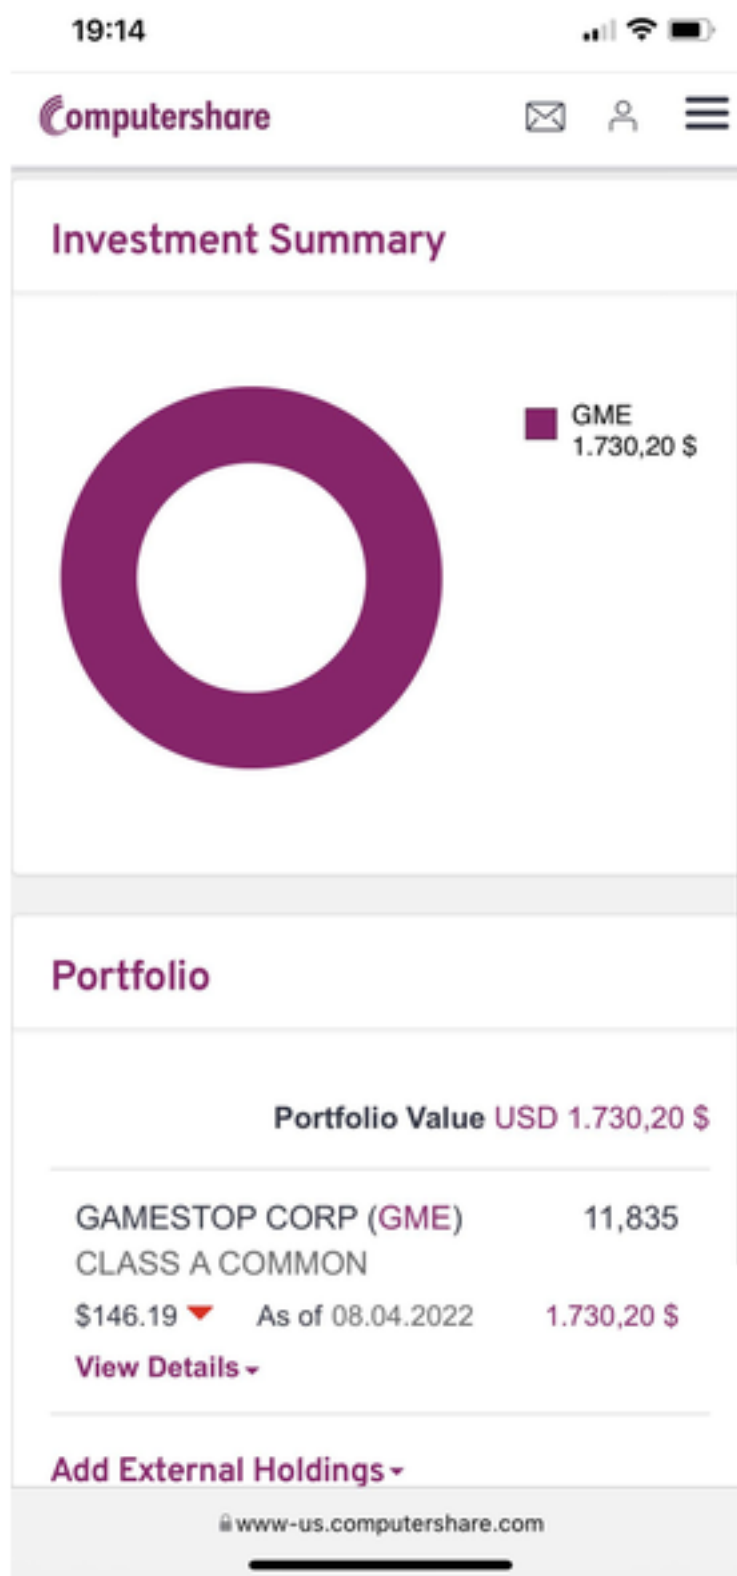 19:14
Computershare
Investment Summary
GME
1.730,20 $
Portfolio
Portfolio Value USD 1.730,20 $
GAMESTOP CORP (GME) 11,835
CLASS A COMMON
$146.19 As of 08.04.2022 1.730,20 $
View Details
Add External Holdings
www-us.computershare.com